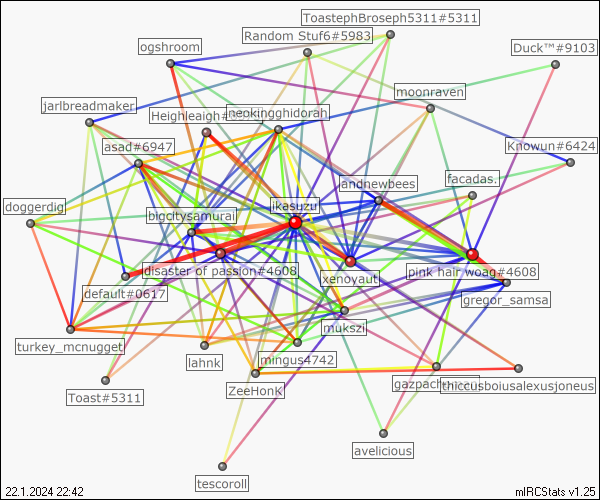 ToastephBroseph5311#5311
Random Stuf6#5983
ogshroom
Duck™#9103
moonraven
jarlbreadmaker
Heighleaigh#
neokingghidorah
asad#6947
Knowun#6424
facadas.
andnewbees
doggerdig
ikasuzu
bigcitysamurai
disaster of passion#4608
xenoyauti
pink hair woag#4608
default#0617
gregor_samsa
mukszi
turkey_mcnugget
lahnk
mingus4742
Toast#5311
ZeeHonK
thiccusboiusalexusjoneus
avelicious
tescoroll
22.1.2024 22:42
mIRCStats v1.25